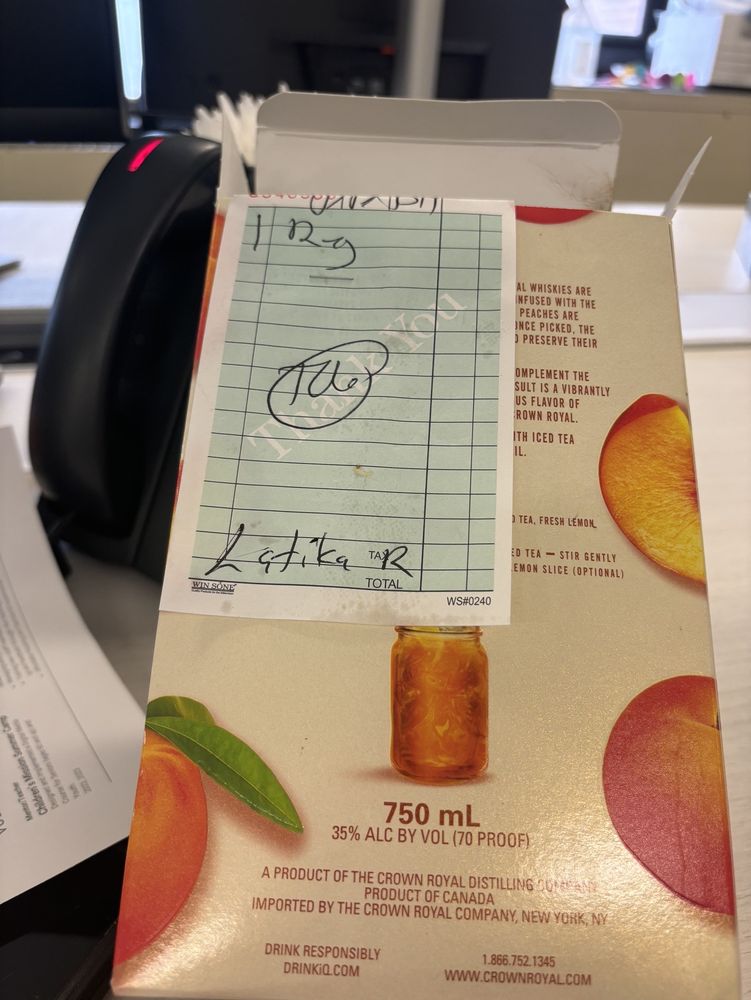 Thank You
Latika R
TAX
TOTAL
WIN SONE
WS#0240
AL WHISKIES ARE
INFUSED WITH THE
PEACHES ARE
ONCE PICKED, THE
PRESERVE THEIR
OMPLEMENT THE
SULT IS A VIBRANTLY
US FLAVOR OF
ROWN ROYAL.
ITH ICED TEA
IL.
TEA, FRESH LEMON,
ED TEA — STIR GENTLY
EMON SLICE (OPTIONAL)
750 mL
35% ALC BY VOL (70 PROOF)
A PRODUCT OF THE CROWN ROYAL DISTILLING COMPANY
PRODUCT OF CANADA
IMPORTED BY THE CROWN ROYAL COMPANY, NEW YORK, NY
DRINK RESPONSIBLY
DRINKiQ.COM
1.866.752.1345
WWW.CROWNROYAL.COM